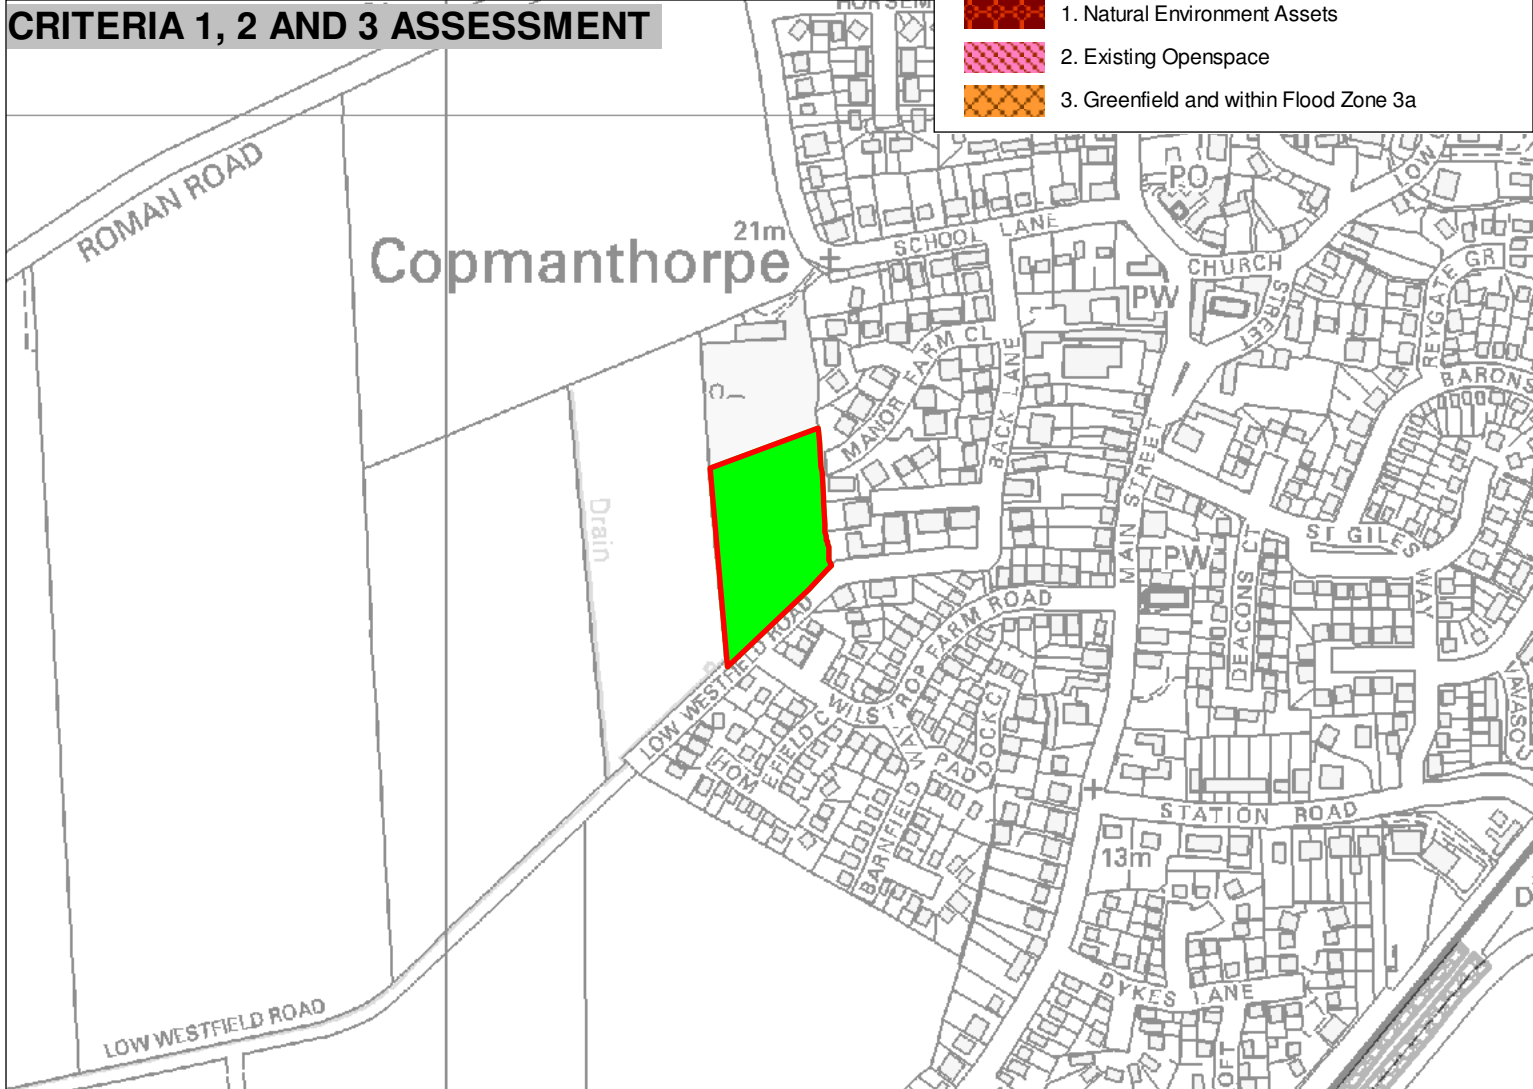 CRITERIA 1, 2 AND 3 ASSESSMENT
1. Natural Environment Assets
2. Existing Openspace
3. Greenfield and within Flood Zone 3a
ROMAN ROAD
Copmanthorpe
21m
SCHOOL LANE
PO
LOW
CHURCH
STREET
PW
REYGATE GR
BARONS
MANOR FARM CL
BACK LANE
MAIN STREET
Drain
ST GILES
WAY
PW
DEACONS CT
LOW WESTFIELD ROAD
WILSTROP FARM ROAD
PADDOCK
BARNFIELD WAY
STATION ROAD
13m
DYKES LANE
LOW WESTFIELD ROAD